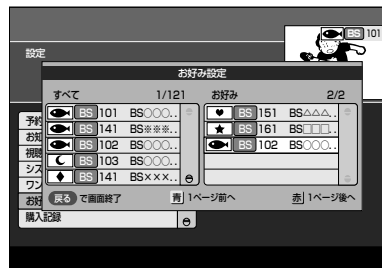 BS 101
設定
お好み設定
すべて 1/121 お好み 2/2
BS 101 BS○○○..
BS 141 BS※※※..
BS 102 BS○○○..
BS 103 BS○○○..
BS 141 BS×××..
BS 151 BS△△△..
BS 161 BS□□□..
BS 102 BS○○○..
戻る で画面終了 青 1ページ前へ 赤 1ページ後へ
予約
お知
視聴
シス
ワン
お好
購入記録